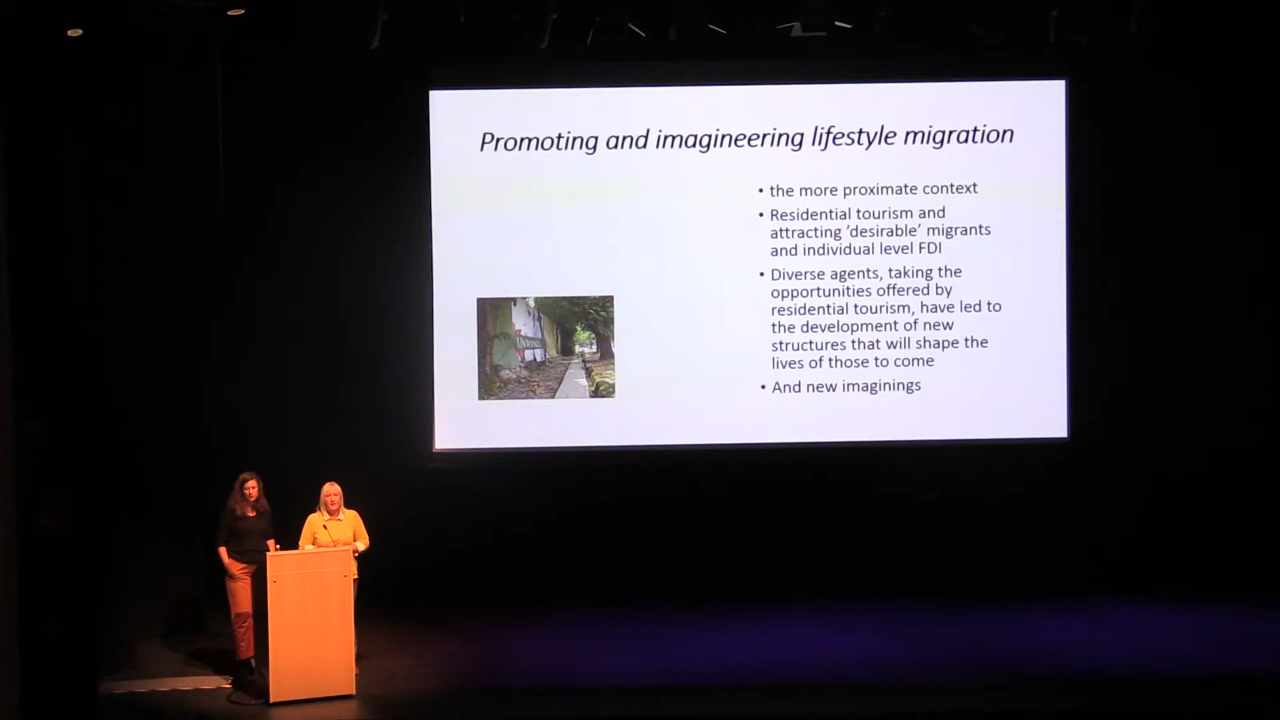 Promoting and imagineering lifestyle migration
• the more proximate context
• Residential tourism and
attracting ‘desirable’ migrants
and individual level FDI
• Diverse agents, taking the
opportunities offered by
residential tourism, have led to
the development of new
structures that will shape the
lives of those to come
• And new imaginings